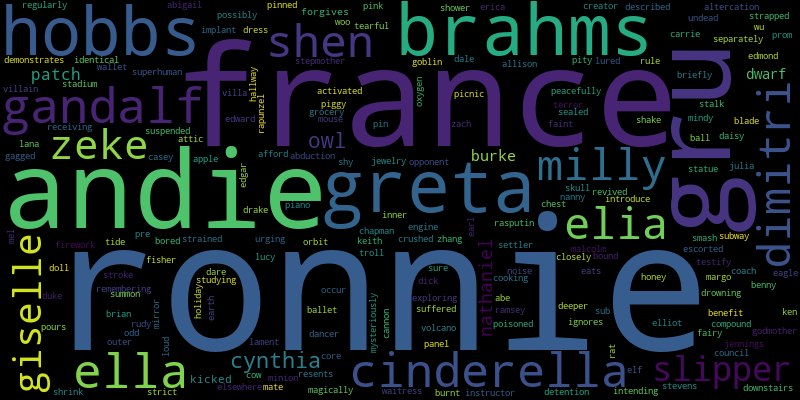 regularly abigail possibly pinned forgives pink shower erica creator described altercation strapped
hobbs implant dress woo tearful brahms carrie undead wu prom
demonstrates identical wallet superhuman shen stepmother goblin dale allison pity lured rule separately edmond
patch stadium villain hallway activated oxygen peacefully briefly dwarf
france gru
gandalf villa edward rapunzel piggy grocery mouse picnic sealed terror stalk daisy blade
zeke lana receiving suspended attic owl pin zach faint shake mindy ball
gagged casey apple afford abduction shy jewelry opponent burke milly statue julia
andie edgar drake piano inner greta skull nanny revived introduce dimitri
mel firework pre bored strained urging orbit chapman keith engine crushed rasputin zhang earl chest elia smash subway escorted
giselle tide fisher lucy troll settler closely malcolm bound testify eagle
doll stroke dare studying sure noise cooking eats honey margo coach benny
ronnie
duke remembering summon holiday earth occur dick exploring nathaniel abe deeper drowning
pours brian rudy mirror ballet mysteriously cannon suffered ramsey poisoned sub ignores elliot benefit compound ken
odd outer loud lament dancer volcano panel rat fairy godmother jennings
ella cynthia core cinderella elf slipper council
shrink kicked cow minion resents magically waitress burnt instructor detention intending stevens downstairs
strict elsewhere mate